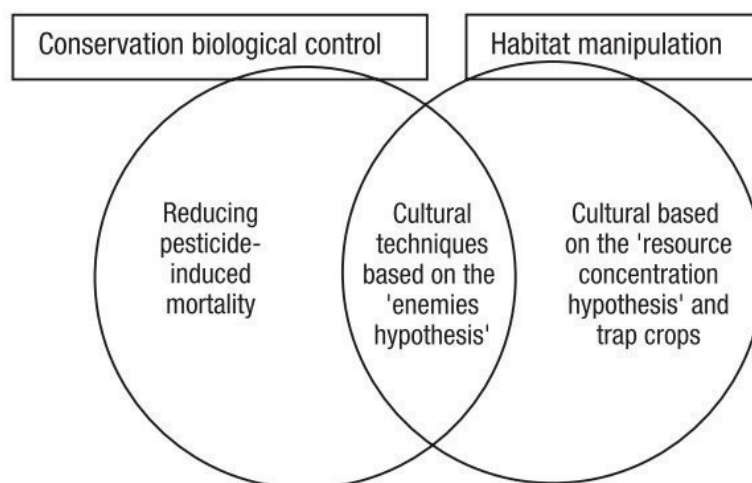 Conservation biological control
Habitat manipulation
Reducing
pesticide-
induced
mortality
Cultural
techniques
based on the
'enemies
hypothesis'
Cultural based
on the 'resource
concentration
hypothesis' and
trap crops